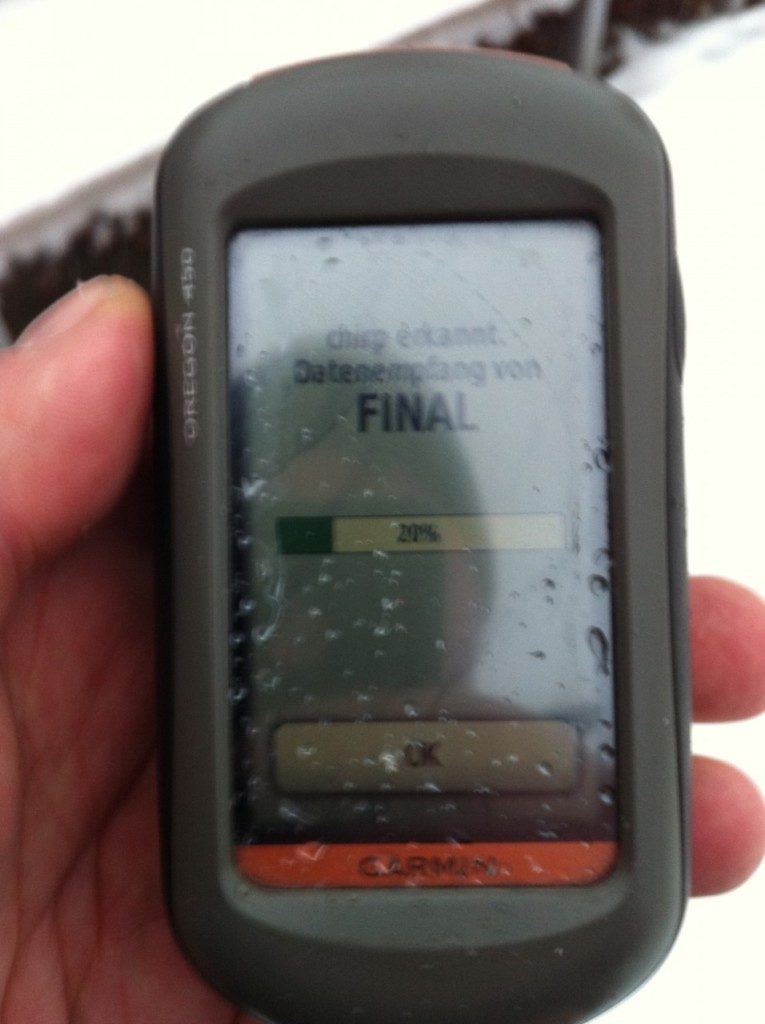 OREGON 450
chirp erkannt.
Datenempfang von
FINAL
20%
OK
GARMIN